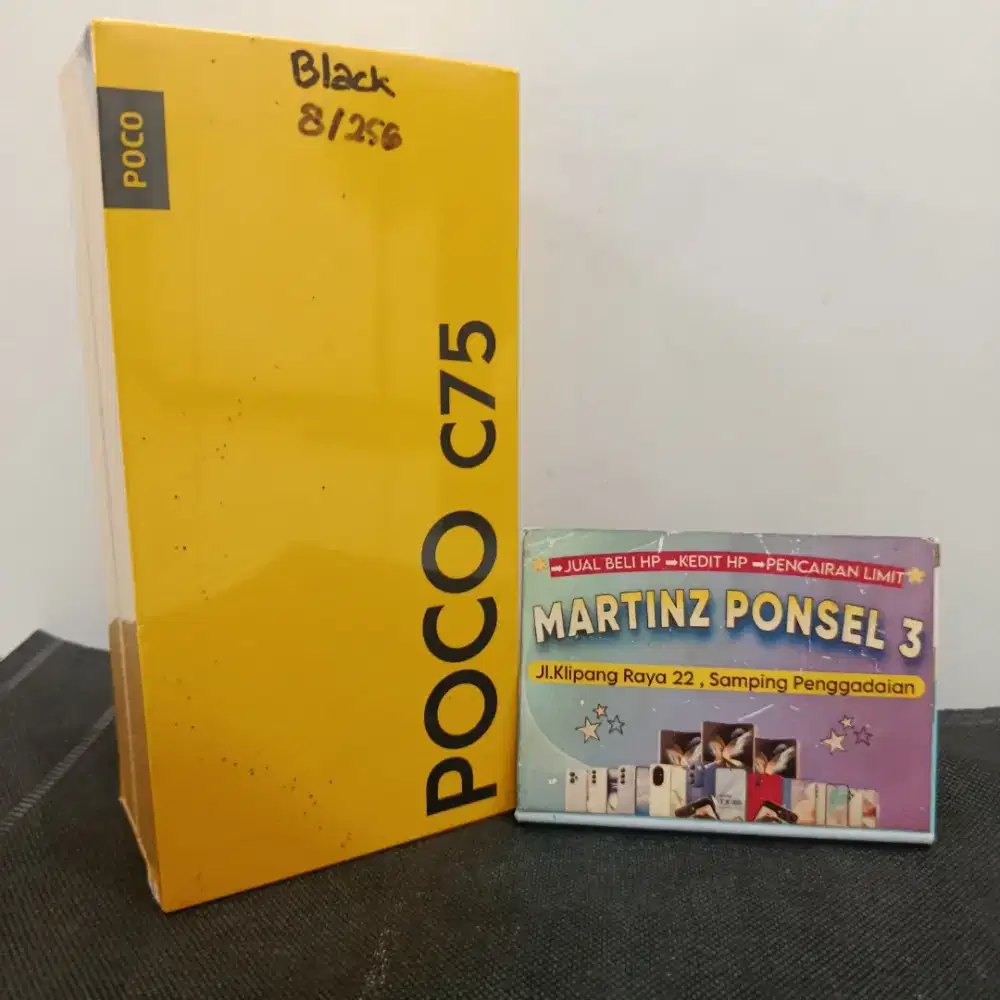 Black
8/256
POCO
POCO C75
➡JUAL BELI HP ➡KEDIT HP ➡PENCAIRAN LIMIT
MARTINZ PONSEL 3
Jl.Klipang Raya 22 , Samping Penggadaian